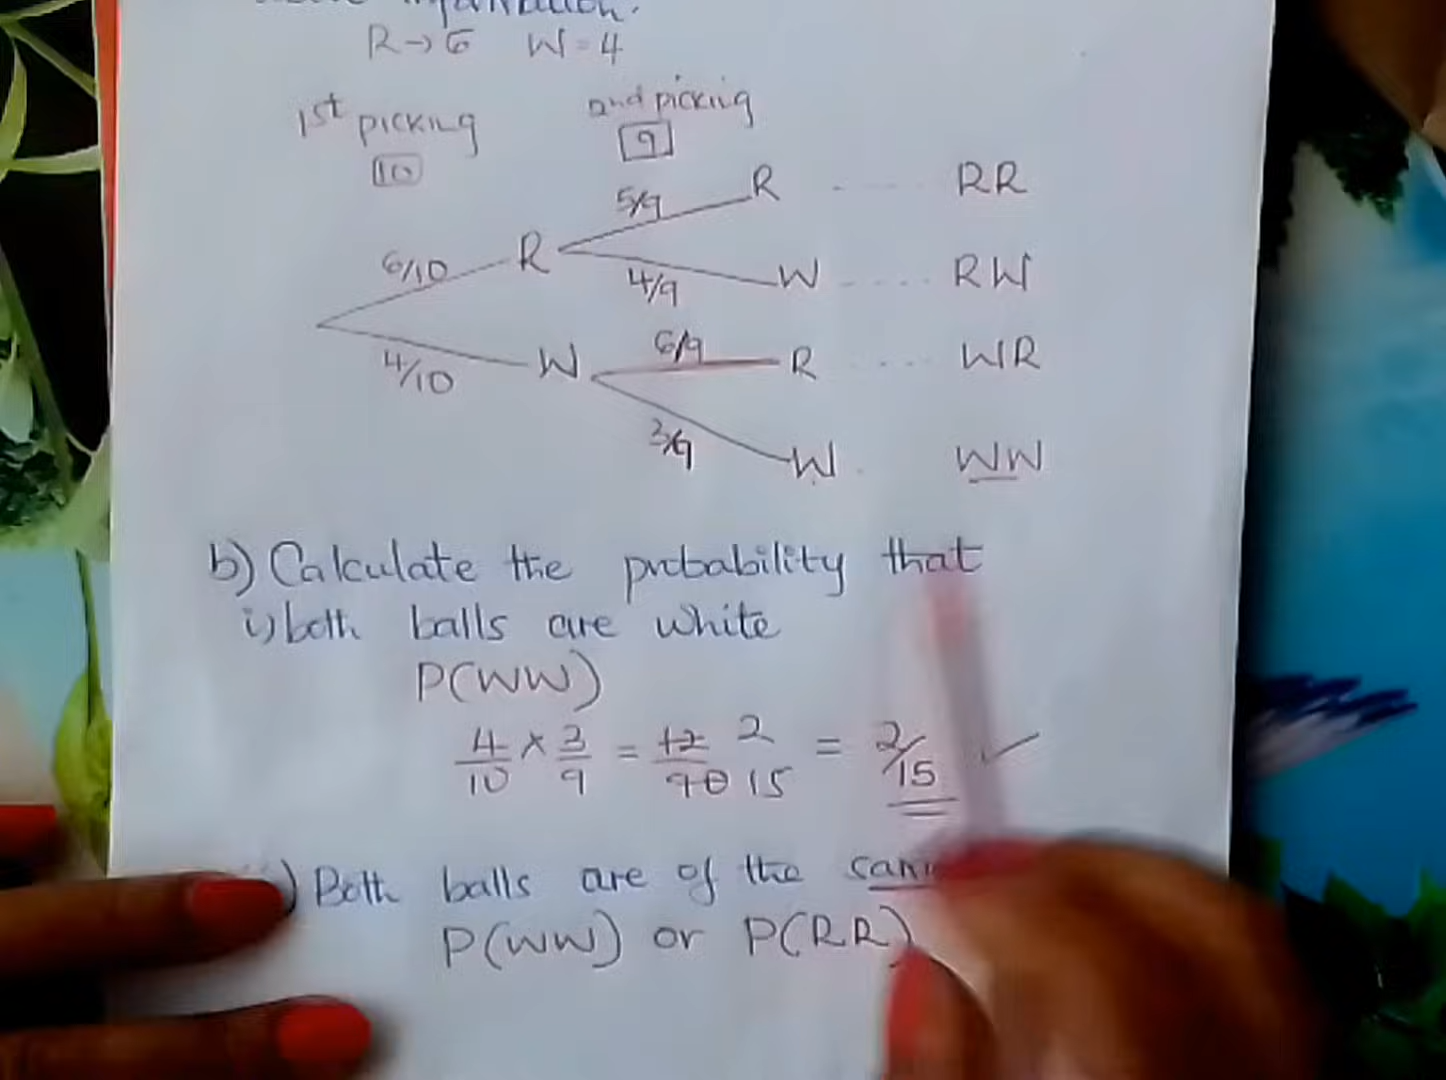 R → 6 W = 4
1st picking 2nd picking
10 9
5/9 R RR
6/10 R
4/9 W RW
6/9 R WR
4/10 W
3/9 W WW
b) Calculate the probability that
i) both balls are white
P(WW)
4/10 × 3/9 = 12/90 2/15 = 2/15 ✓
) Both balls are of the
P(WW) or P(RR)